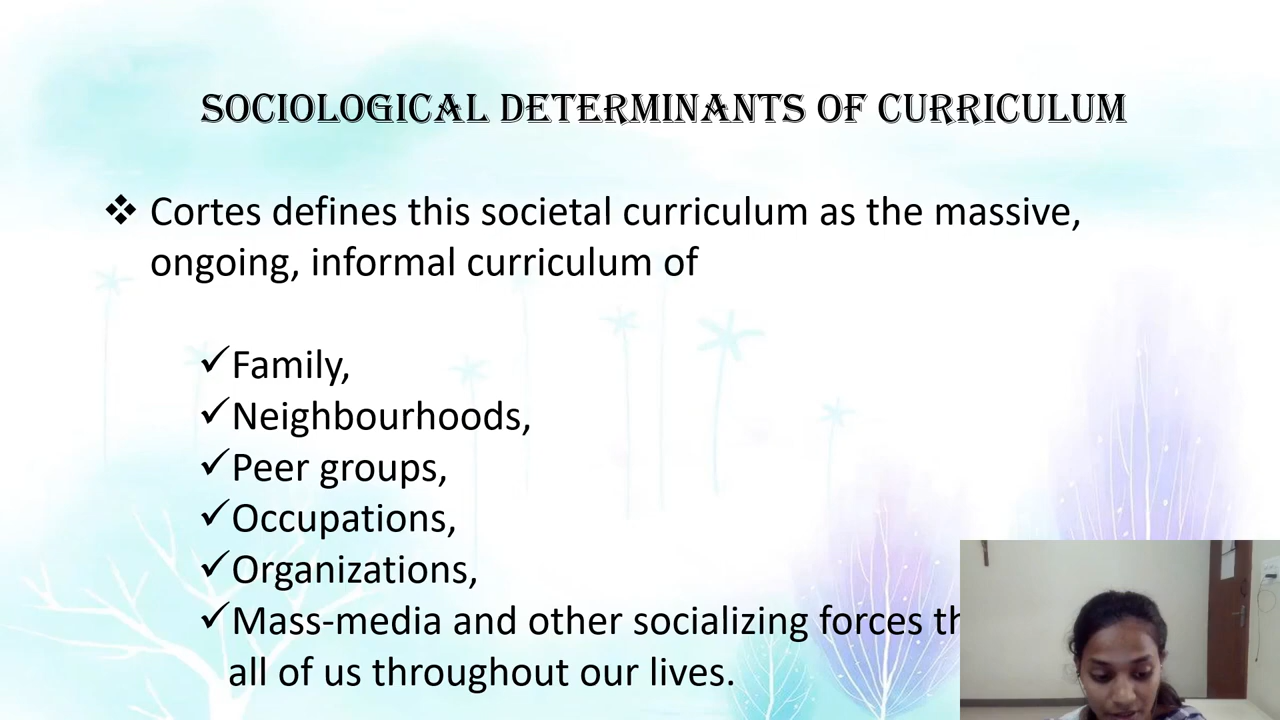 SOCIOLOGICAL DETERMINANTS OF CURRICULUM
❖ Cortes defines this societal curriculum as the massive,
ongoing, informal curriculum of
✓Family,
✓Neighbourhoods,
✓Peer groups,
✓Occupations,
✓Organizations,
✓Mass-media and other socializing forces
all of us throughout our lives.